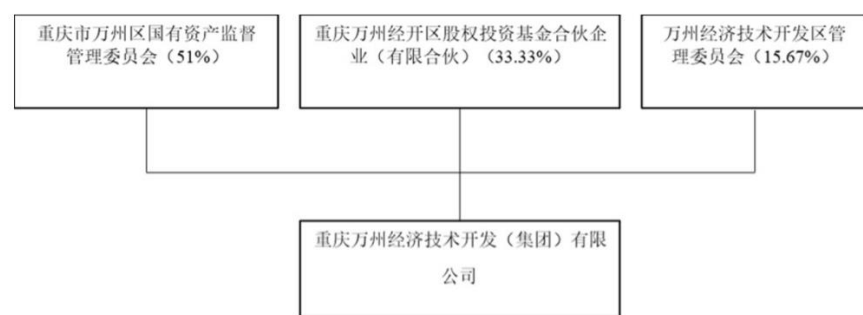 重庆市万州区国有资产监督
管理委员会（51%）
重庆万州经开区股权投资基金合伙企
业（有限合伙）（33.33%）
万州经济技术开发区管
理委员会（15.67%）
重庆万州经济技术开发（集团）有限
公司